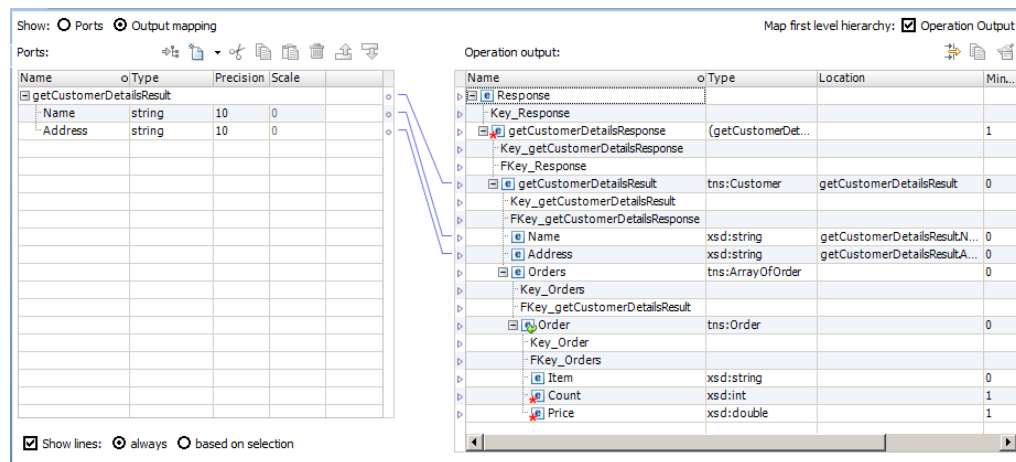 Show: Ports Output mapping Map first level hierarchy: Operation Output
Ports: Operation output:
Name Type Precision Scale
getCustomerDetailsResult
Name string 10 0
Address string 10 0
Name Type Location Min...
Response
Key_Response
getCustomerDetailsResponse (getCustomerDet... 1
Key_getCustomerDetailsResponse
FKey_Response
getCustomerDetailsResult tns:Customer getCustomerDetailsResult 0
Key_getCustomerDetailsResult
FKey_getCustomerDetailsResponse
Name xsd:string getCustomerDetailsResult.N... 0
Address xsd:string getCustomerDetailsResult.A... 0
Orders tns:ArrayOfOrder 0
Key_Orders
FKey_getCustomerDetailsResult
Order tns:Order 0
Key_Order
FKey_Orders
Item xsd:string 0
Count xsd:int 1
Price xsd:double 1
Show lines: always based on selection